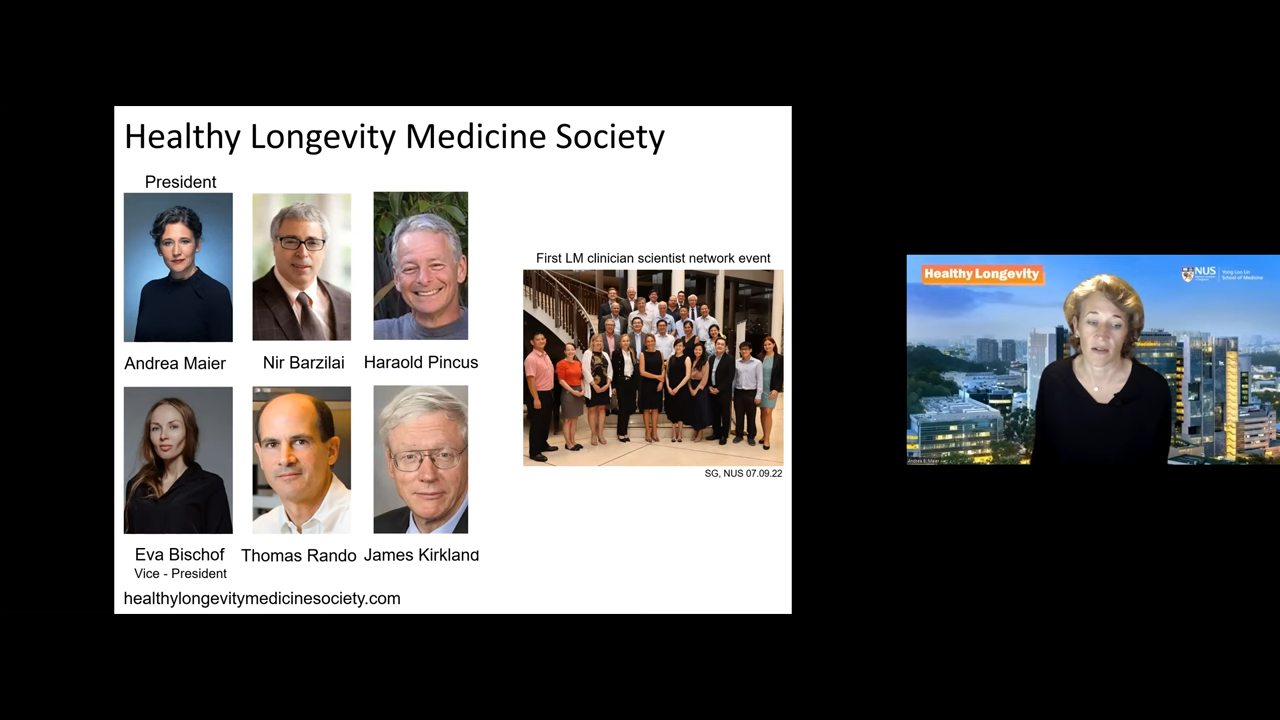 Healthy Longevity Medicine Society
President
Andrea Maier
Nir Barzilai
Haraold Pincus
Eva Bischof
Vice - President
Thomas Rando
James Kirkland
healthylongevitymedicinesociety.com
First LM clinician scientist network event
SG, NUS 07.09.22
Healthy Longevity
NUS
Yong Loo Lin
School of Medicine